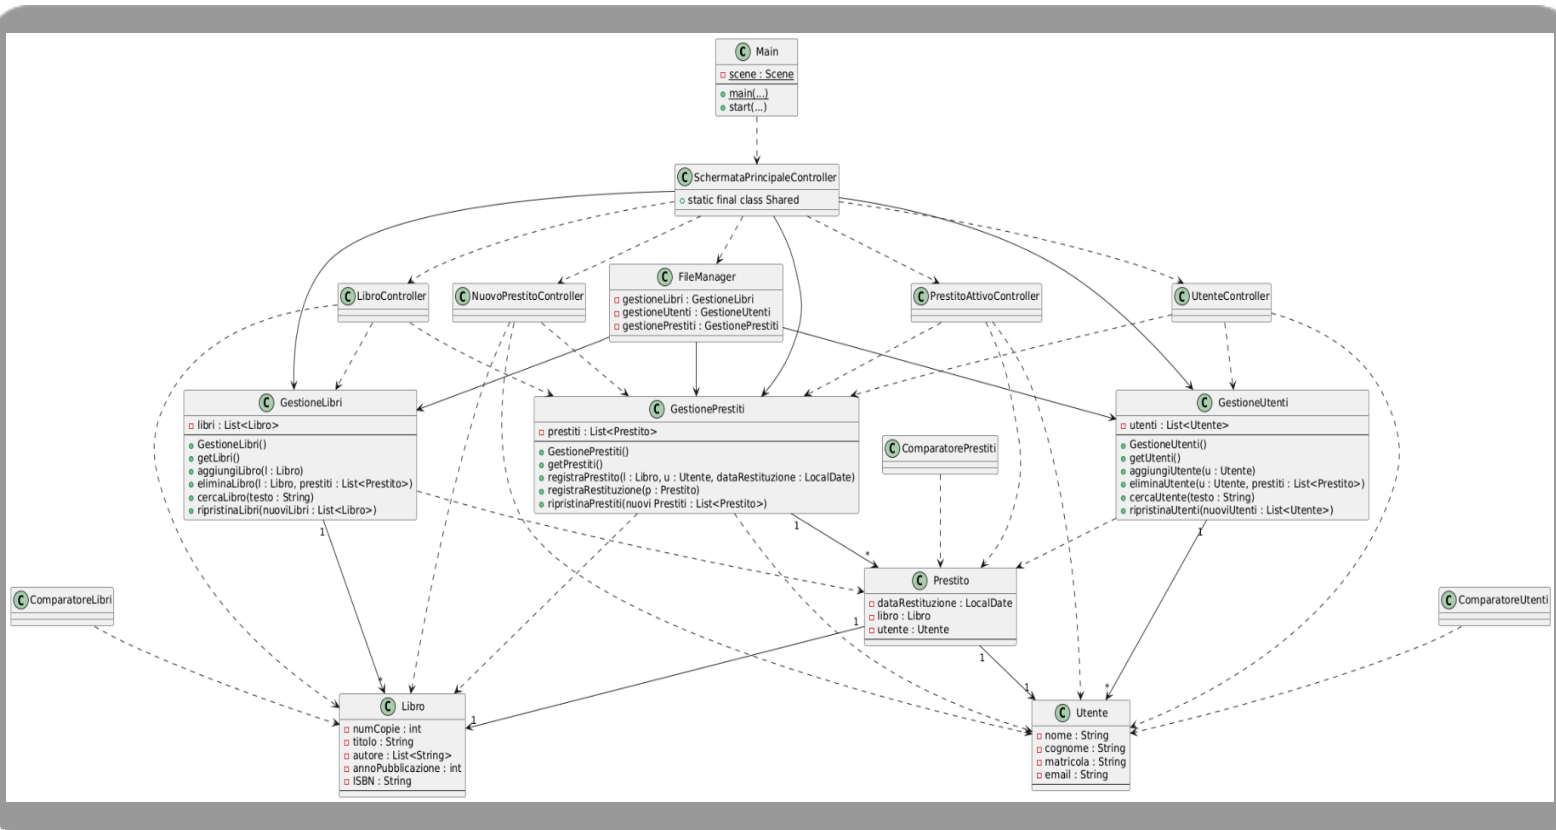 C Main
scene : Scene
main(...)
start(...)
C SchermataPrincipaleController
static final class Shared
C LibroController
C NuovoPrestitoController
C FileManager
gestioneLibri : GestioneLibri
gestioneUtenti : GestioneUtenti
gestionePrestiti : GestionePrestiti
C PrestitoAttivoController
C UtenteController
C GestioneLibri
libri : List<Libro>
GestioneLibri()
getLibri()
aggiungiLibro(l : Libro)
eliminaLibro(l : Libro, prestiti : List<Prestito>)
cercaLibro(testo : String)
ripristinaLibri(nuoviLibri : List<Libro>)
C GestionePrestiti
prestiti : List<Prestito>
GestionePrestiti()
getPrestiti()
registraPrestito(l : Libro, u : Utente, dataRestituzione : LocalDate)
registraRestituzione(p : Prestito)
ripristinaPrestiti(nuovi Prestiti : List<Prestito>)
C ComparatorePrestiti
C GestioneUtenti
utenti : List<Utente>
GestioneUtenti()
getUtenti()
aggiungiUtente(u : Utente)
eliminaUtente(u : Utente, prestiti : List<Prestito>)
cercaUtente(testo : String)
ripristinaUtenti(nuoviUtenti : List<Utente>)
1
1
1
*
C ComparatoreLibri
C Prestito
dataRestituzione : LocalDate
libro : Libro
utente : Utente
C ComparatoreUtenti
1
1
*
1
*
1
C Libro
numCopie : int
titolo : String
autore : List<String>
annoPubblicazione : int
ISBN : String
C Utente
nome : String
cognome : String
matricola : String
email : String